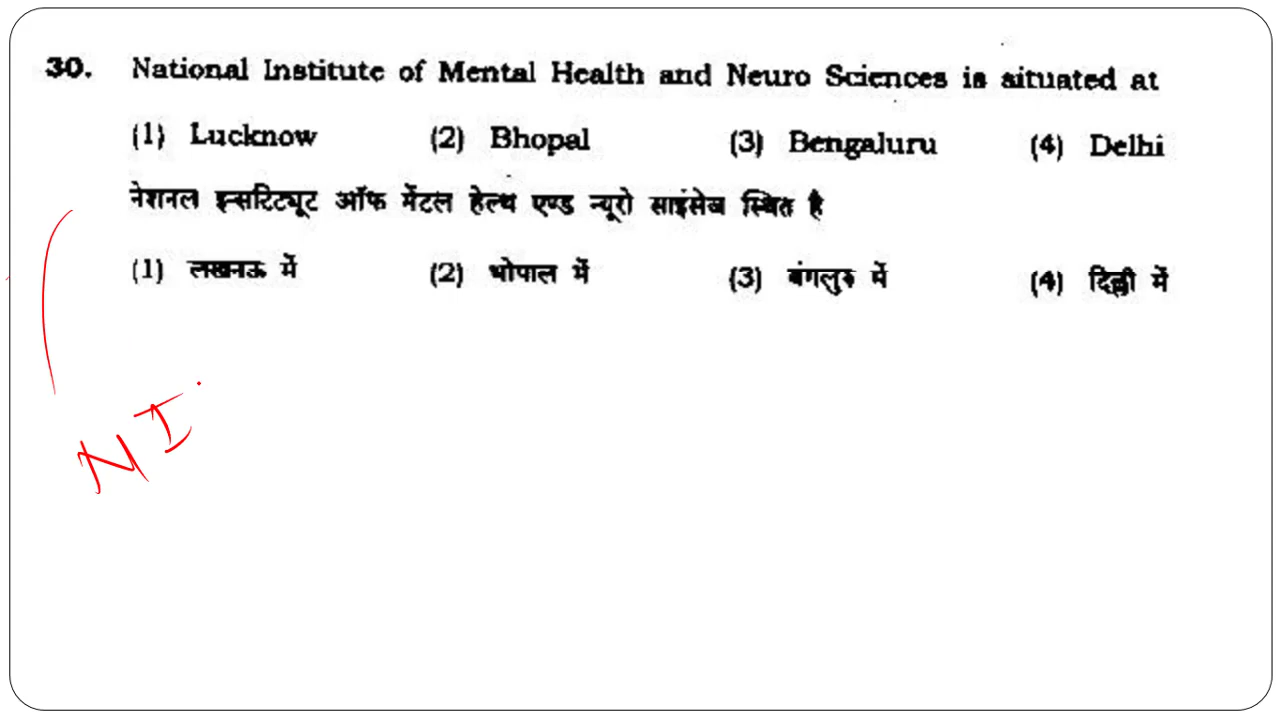 30. National Institute of Mental Health and Neuro Sciences is situated at
(1) Lucknow (2) Bhopal (3) Bengaluru (4) Delhi
नेशनल इन्सटिट्यूट ऑफ मेंटल हेल्थ एण्ड न्यूरो साइंसेज स्थित है
(1) लखनऊ में (2) भोपाल में (3) बंगलुरु में (4) दिल्ली में
NI